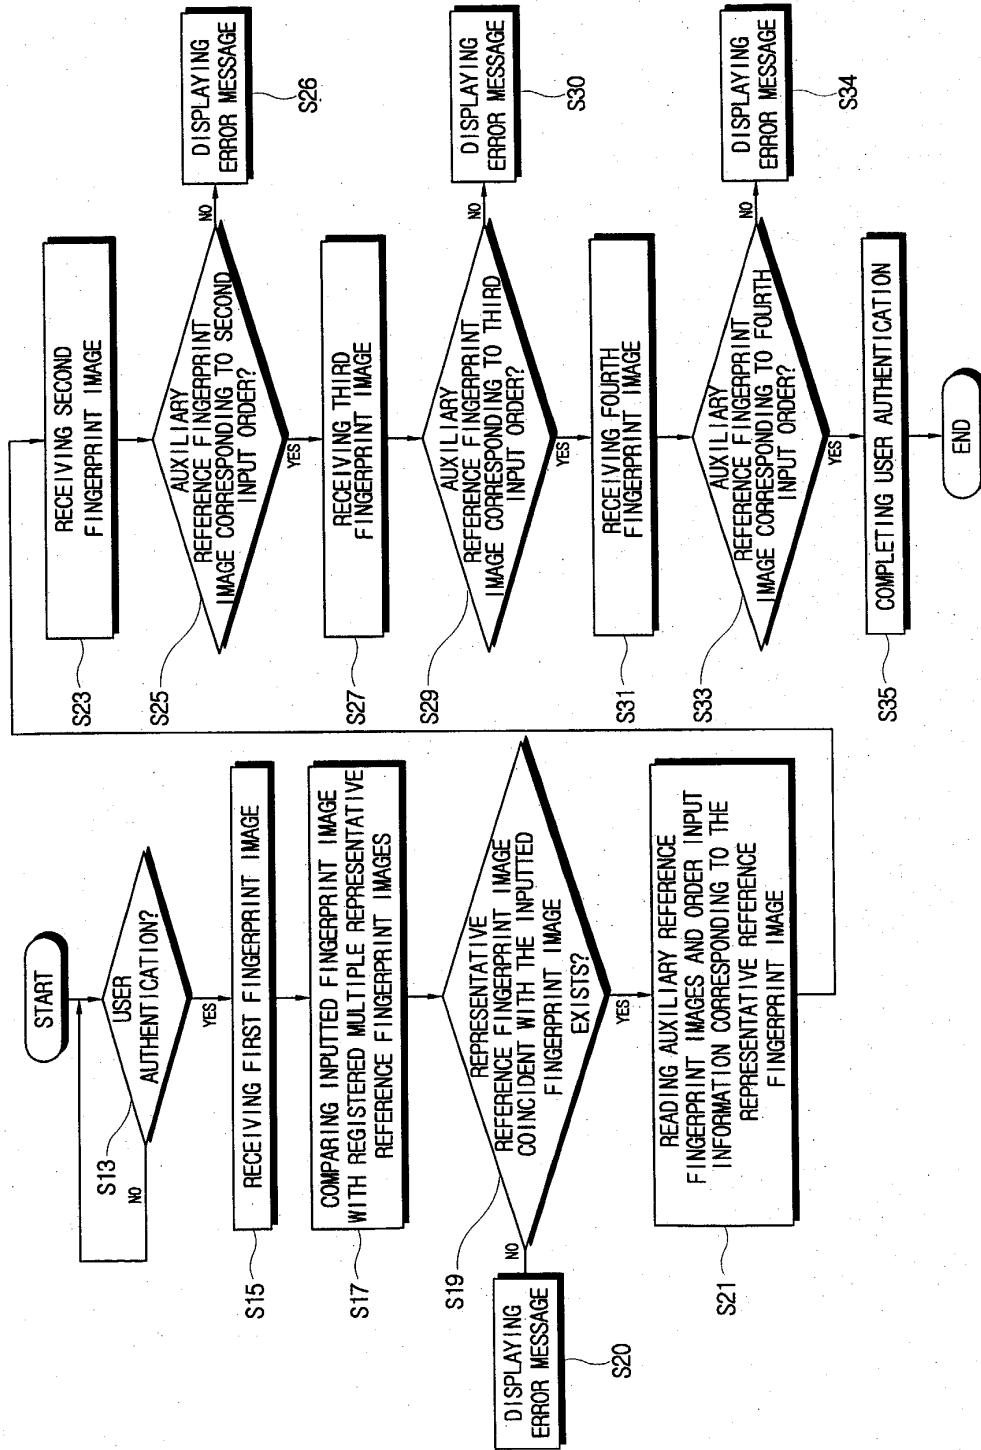 START
USER
AUTHENTICATION?
S13
NO
YES
RECEIVING FIRST FINGERPRINT IMAGE
S15
COMPARING INPUTTED FINGERPRINT IMAGE
WITH REGISTERED MULTIPLE REPRESENTATIVE
REFERENCE FINGERPRINT IMAGES
S17
REPRESENTATIVE
REFERENCE FINGERPRINT IMAGE
COINCIDENT WITH THE INPUTTED
FINGERPRINT IMAGE
EXISTS?
S19
NO
DISPLAYING
ERROR MESSAGE
S20
YES
READING AUXILIARY REFERENCE
FINGERPRINT IMAGES AND ORDER INPUT
INFORMATION CORRESPONDING TO THE
REPRESENTATIVE REFERENCE
FINGERPRINT IMAGE
S21
RECEIVING SECOND
FINGERPRINT IMAGE
S23
AUXILIARY
REFERENCE FINGERPRINT
IMAGE CORRESPONDING TO SECOND
INPUT ORDER?
S25
NO
DISPLAYING
ERROR MESSAGE
S26
YES
RECEIVING THIRD
FINGERPRINT IMAGE
S27
AUXILIARY
REFERENCE FINGERPRINT
IMAGE CORRESPONDING TO THIRD
INPUT ORDER?
S29
NO
DISPLAYING
ERROR MESSAGE
S30
YES
RECEIVING FOURTH
FINGERPRINT IMAGE
S31
AUXILIARY
REFERENCE FINGERPRINT
IMAGE CORRESPONDING TO FOURTH
INPUT ORDER?
S33
NO
DISPLAYING
ERROR MESSAGE
S34
YES
COMPLETING USER AUTHENTICATION
S35
END